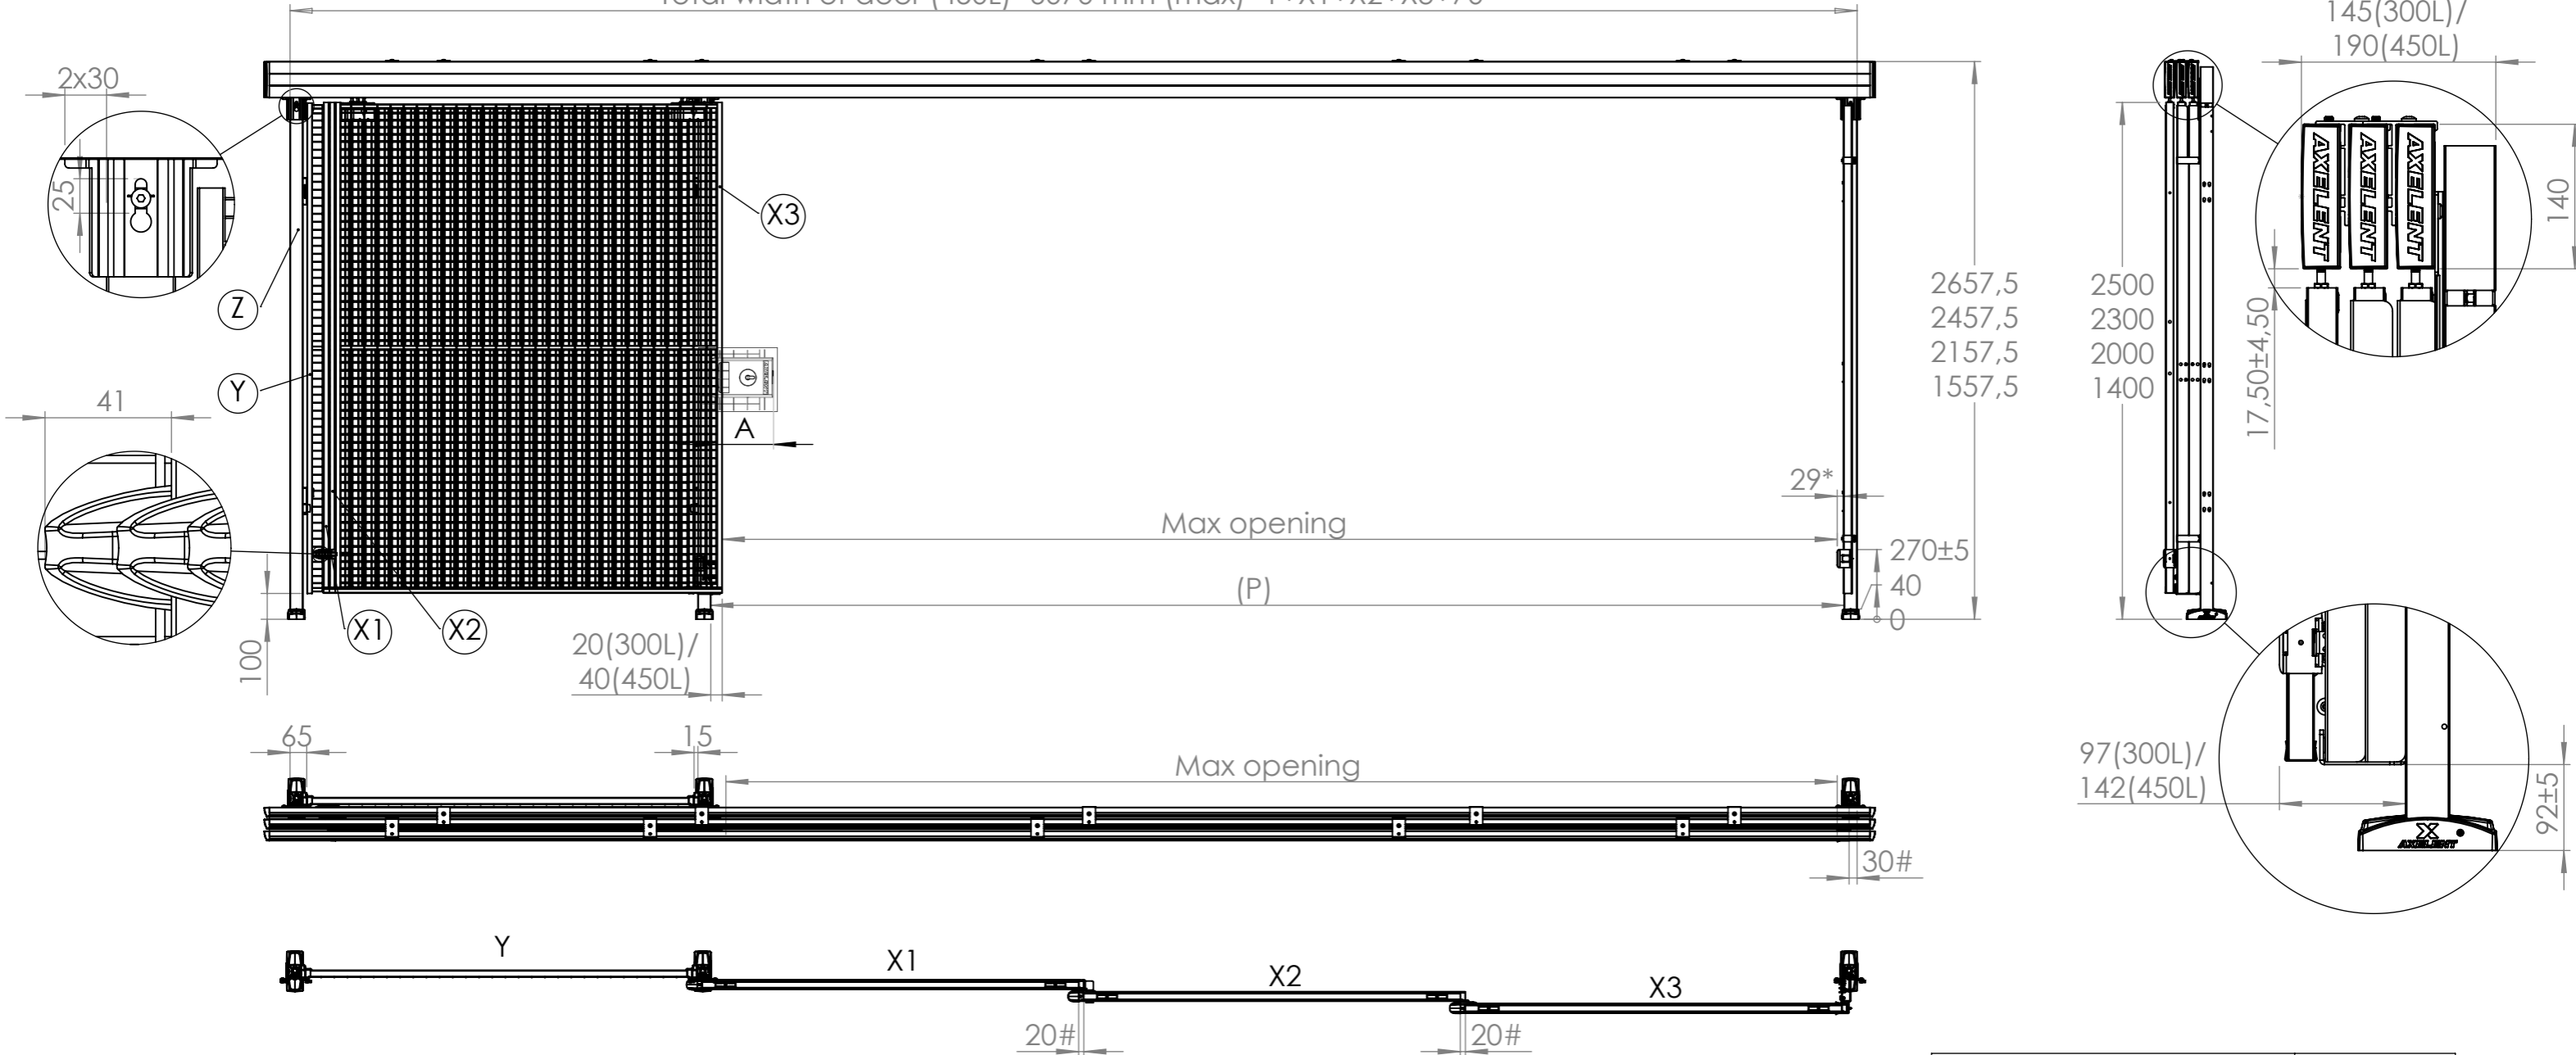 145(300L)/
190(450L)
2x30
25
AXELENT
AXELENT
AXELENT
140
17,50±4,50
X3
Z
Y
41
A
2657,5
2457,5
2157,5
1557,5
2500
2300
2000
1400
29*
Max opening
270±5
40
0
(P)
X1
X2
100
20(300L)/
40(450L)
65
15
Max opening
97(300L)/
142(450L)
92±5
X
AXELENT
30#
Y
X1
X2
X3
20#
20#